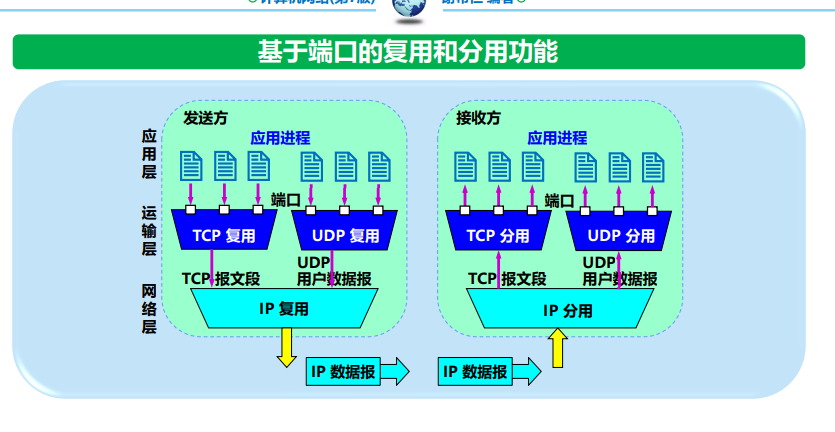 基于端口的复用和分用功能
发送方
应用进程
接收方
应用进程
应用层
端口
端口
运输层
TCP 复用
UDP 复用
TCP 分用
UDP 分用
TCP 报文段
UDP
用户数据报
TCP 报文段
UDP
用户数据报
网络层
IP 复用
IP 分用
IP 数据报
IP 数据报